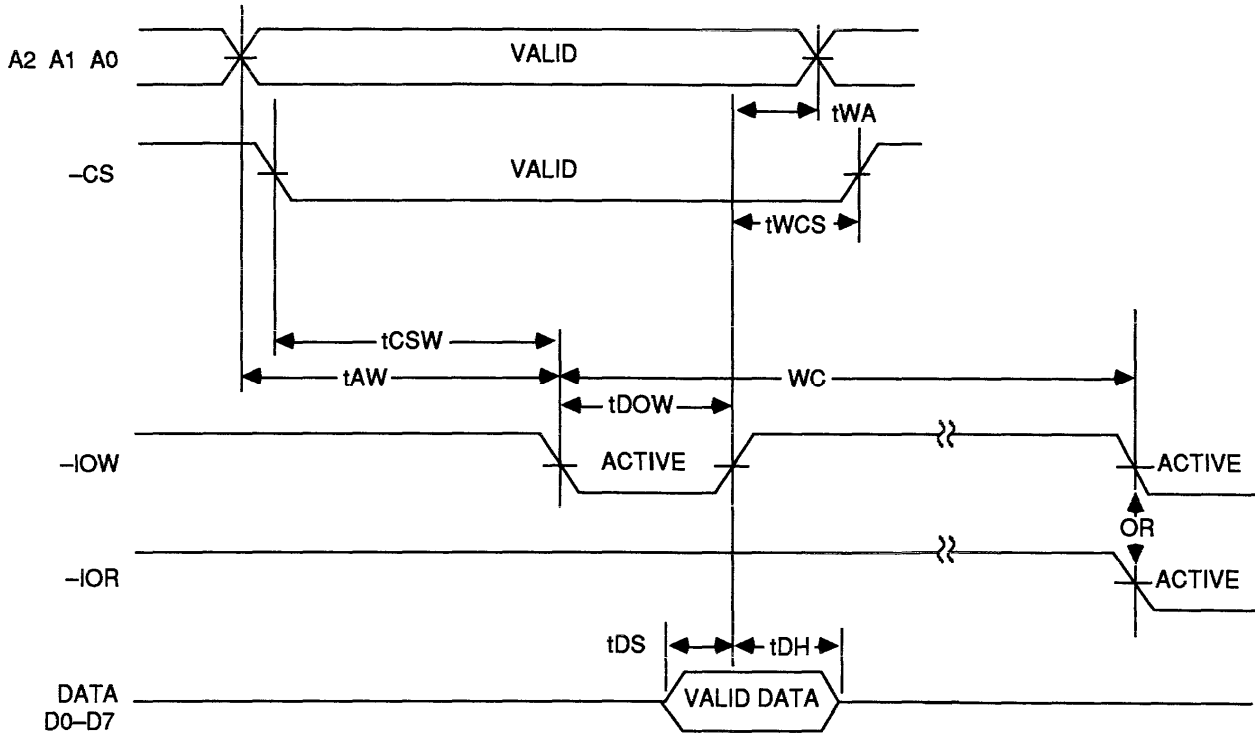 A2 A1 A0
VALID
tWA
–CS
VALID
tWCS
tCSW
tAW
WC
tDOW
–IOW
ACTIVE
ACTIVE
OR
–IOR
ACTIVE
tDS
tDH
DATA
D0–D7
VALID DATA